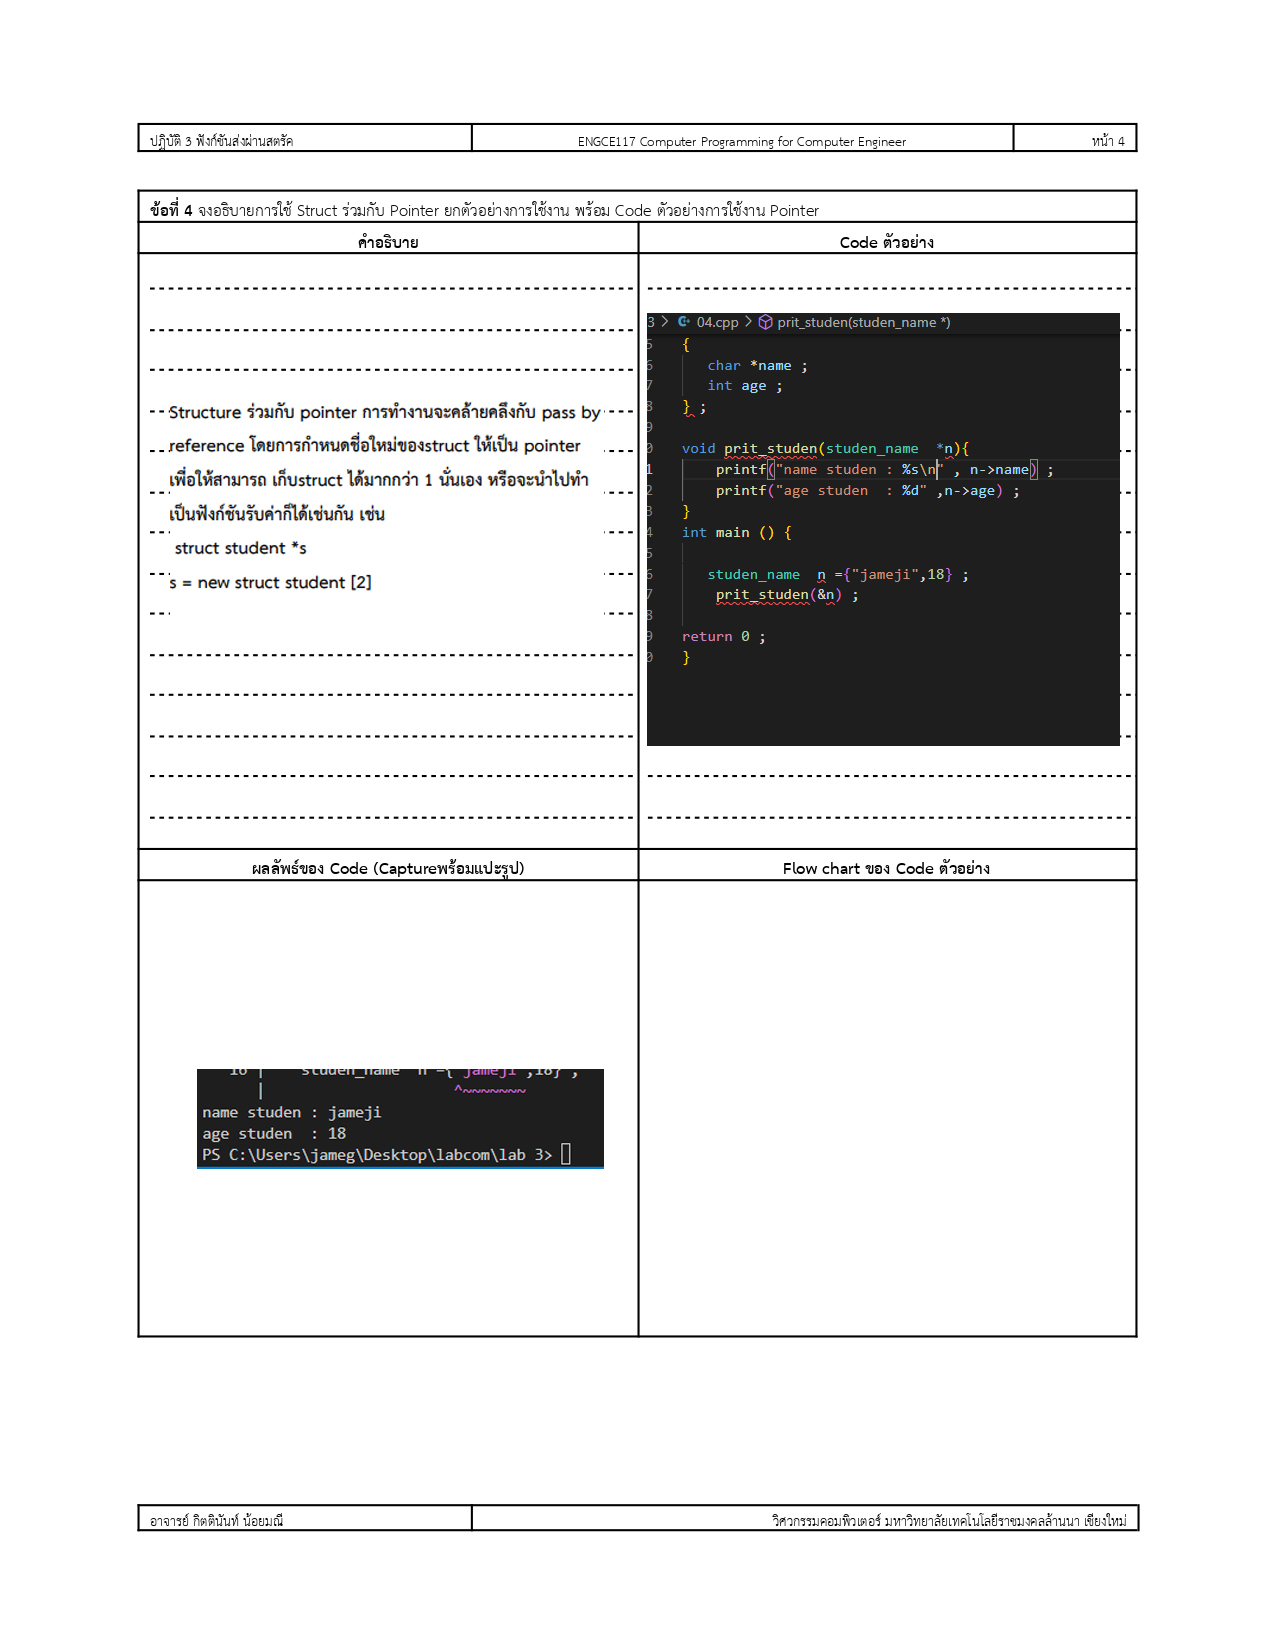 ปฏิบัติ 3 ฟังก์ชันส่งผ่านสตรัค
ENGCE117 Computer Programming for Computer Engineer
หน้า 4
ข้อที่ 4 จงอธิบายการใช้ Struct ร่วมกับ Pointer ยกตัวอย่างการใช้งาน พร้อม Code ตัวอย่างการใช้งาน Pointer
คำอธิบาย
Structure ร่วมกับ pointer การทำงานจะคล้ายคลึงกับ pass by
reference โดยการกำหนดชื่อใหม่ของstruct ให้เป็น pointer
เพื่อให้สามารถ เก็บstruct ได้มากกว่า 1 นั่นเอง หรือจะนำไปทำ
เป็นฟังก์ชันรับค่าก็ได้เช่นกัน เช่น
struct student *s
s = new struct student [2]
Code ตัวอย่าง
3 > 04.cpp > prit_studen(studen_name *)
5 {
6 char *name ;
7 int age ;
8 } ;
9
0 void prit_studen(studen_name *n){
1 printf("name studen : %s\n" , n->name) ;
2 printf("age studen  : %d" ,n->age) ;
3 }
4 int main () {
5
6 studen_name  n ={"jameji",18} ;
7 prit_studen(&n) ;
8
9 return 0 ;
0 }
ผลลัพธ์ของ Code (Captureพร้อมแปะรูป)
16 | studen_name  n ={"jameji",18} ;
| ^~~~~~~~
name studen : jameji
age studen  : 18
PS C:\Users\jameg\Desktop\labcom\lab 3>
Flow chart ของ Code ตัวอย่าง
อาจารย์ กิตตินันท์ น้อยมณี
วิศวกรรมคอมพิวเตอร์ มหาวิทยาลัยเทคโนโลยีราชมงคลล้านนา เชียงใหม่